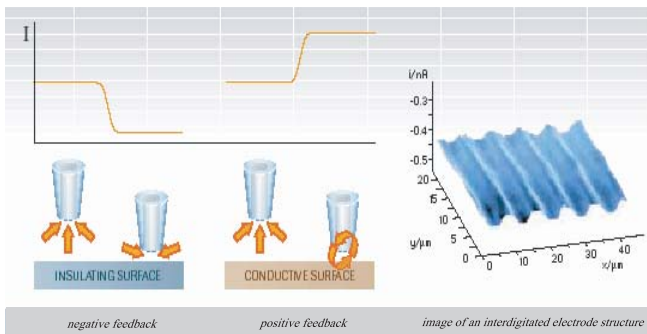 I
i/nA
-0.3
-0.4
-0.5
20
15
10
5
0
y/µm
0
10
20
30
40
x/µm
INSULATING SURFACE
CONDUCTIVE SURFACE
negative feedback
positive feedback
image of an interdigitated electrode structure